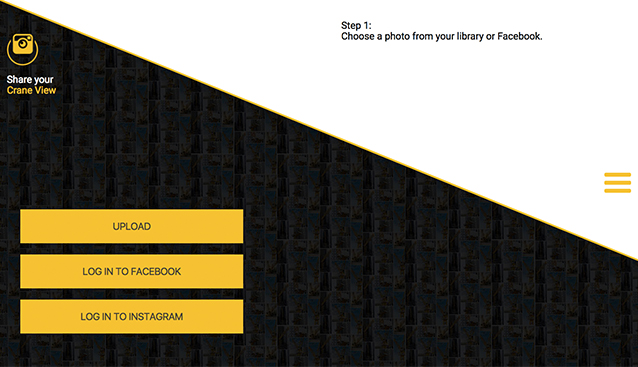 Step 1:
Choose a photo from your library or Facebook.
Share your
Crane View
UPLOAD
LOG IN TO FACEBOOK
LOG IN TO INSTAGRAM